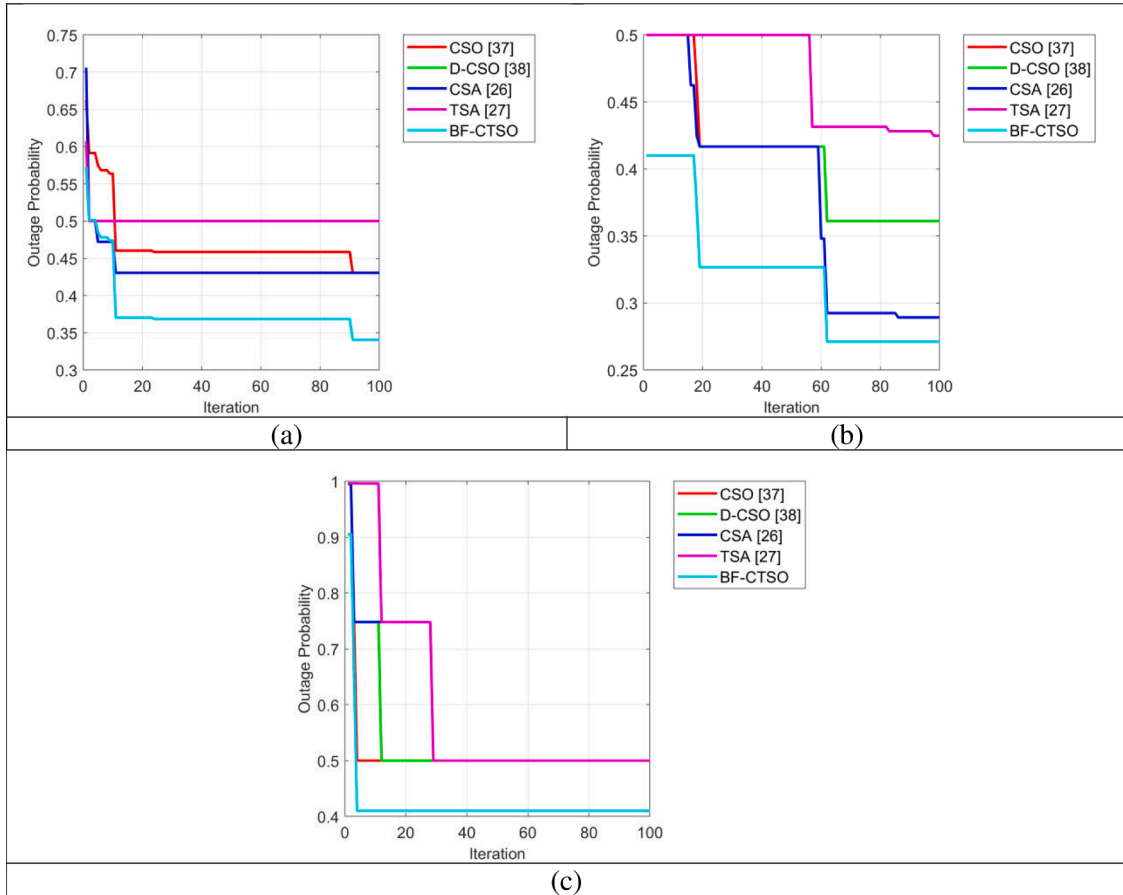 0.75
0.7
0.65
0.6
0.55
0.5
0.45
0.4
0.35
0.3
Outage Probability
0
20
40
60
80
100
Iteration
CSO [37]
D-CSO [38]
CSA [26]
TSA [27]
BF-CTSO
0.5
0.45
0.4
0.35
0.3
0.25
Outage Probability
0
20
40
60
80
100
Iteration
CSO [37]
D-CSO [38]
CSA [26]
TSA [27]
BF-CTSO
(a)
(b)
1
0.9
0.8
0.7
0.6
0.5
0.4
Outage Probability
0
20
40
60
80
100
Iteration
CSO [37]
D-CSO [38]
CSA [26]
TSA [27]
BF-CTSO
(c)